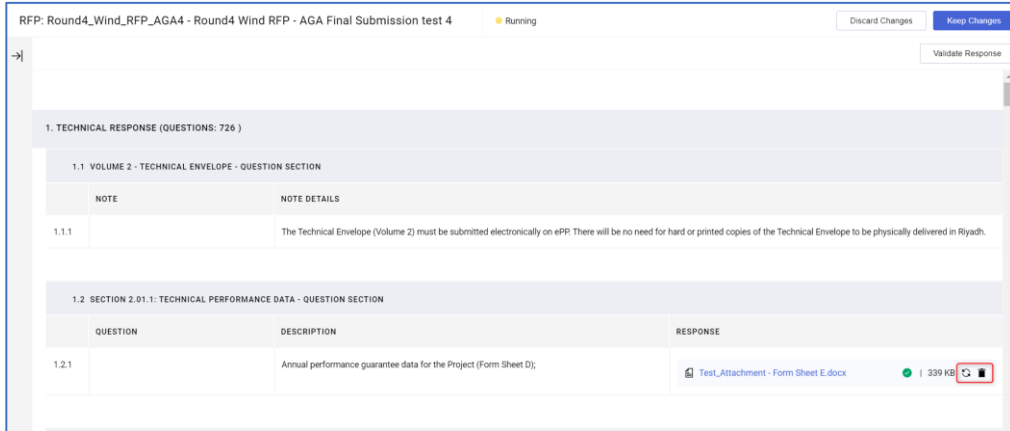 RFP: Round4_Wind_RFP_AGA4 - Round4 Wind RFP - AGA Final Submission test 4 Running Discard Changes Keep Changes
Validate Response
1. TECHNICAL RESPONSE (QUESTIONS: 726 )
1.1 VOLUME 2 - TECHNICAL ENVELOPE - QUESTION SECTION
NOTE NOTE DETAILS
1.1.1 The Technical Envelope (Volume 2) must be submitted electronically on ePP. There will be no need for hard or printed copies of the Technical Envelope to be physically delivered in Riyadh.
1.2 SECTION 2.01.1: TECHNICAL PERFORMANCE DATA - QUESTION SECTION
QUESTION DESCRIPTION RESPONSE
1.2.1 Annual performance guarantee data for the Project (Form Sheet D); Test_Attachment - Form Sheet E.docx | 339 KB